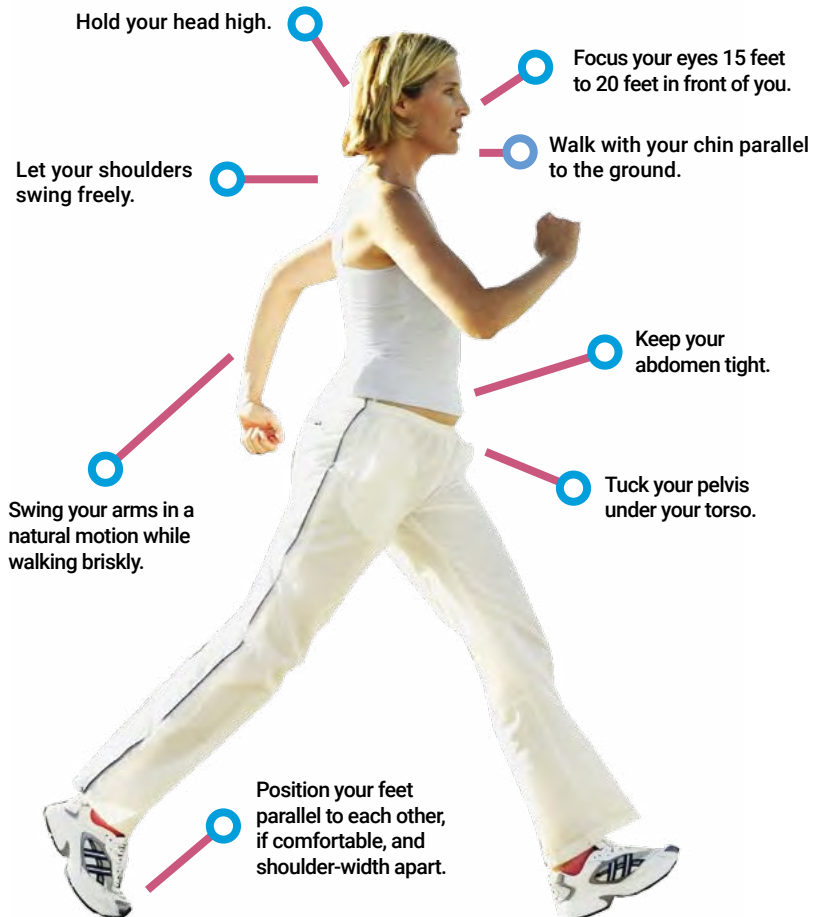 Hold your head high.
Focus your eyes 15 feet
to 20 feet in front of you.
Walk with your chin parallel
to the ground.
Let your shoulders
swing freely.
Keep your
abdomen tight.
Tuck your pelvis
under your torso.
Swing your arms in a
natural motion while
walking briskly.
Position your feet
parallel to each other,
if comfortable, and
shoulder-width apart.